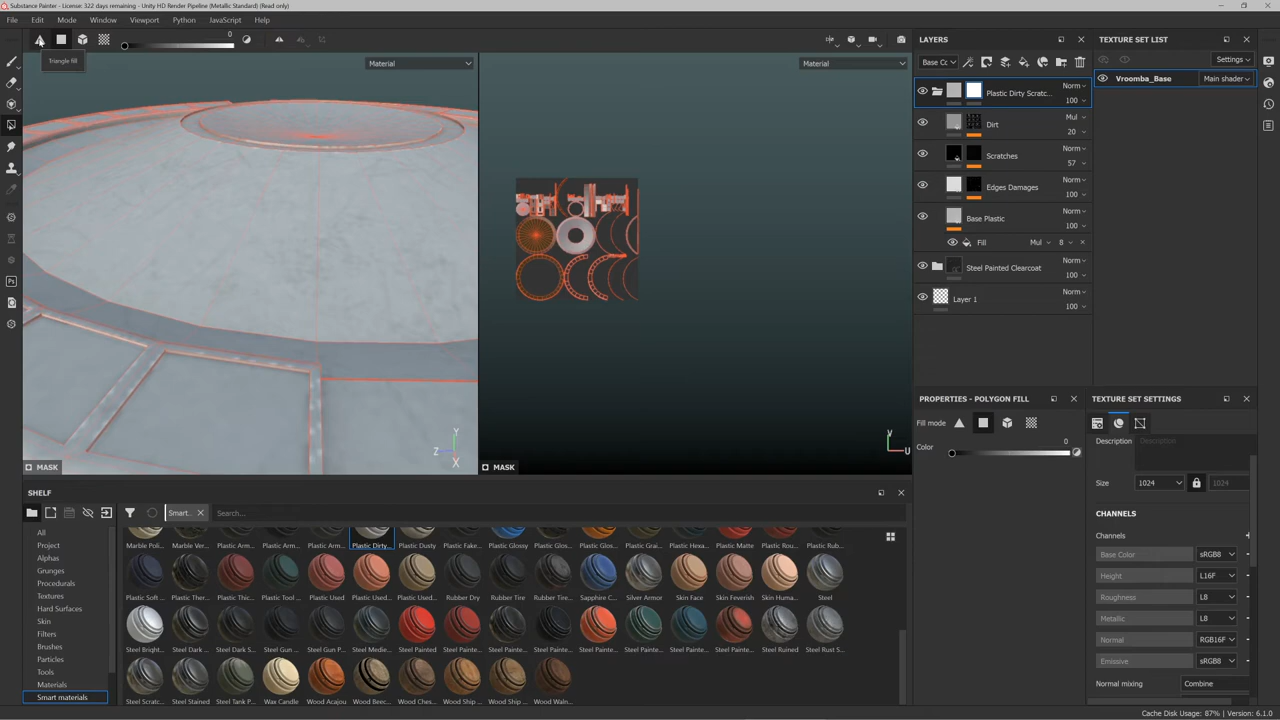 Substance Painter - License: 322 days remaining - Unity HD Render Pipeline (Metallic Standard) (Read only)
File Edit Mode Window Viewport Python JavaScript Help
0
Triangle fill
Material
Material
MASK
Y
Z
X
MASK
V
U
LAYERS
Base Cc
Plastic Dirty Scratc...
Norm
100
Dirt
Mul
20
Scratches
Norm
57
Edges Damages
Norm
100
Base Plastic
Norm
100
Fill Mul 8
Steel Painted Clearcoat
Norm
100
Layer 1
Norm
100
TEXTURE SET LIST
Settings
Vroomba_Base Main shader
PROPERTIES - POLYGON FILL
Fill mode
Color
0
TEXTURE SET SETTINGS
Description Description
Size 1024 1024
CHANNELS
Channels +
Base Color sRGB8
Height L16F
Roughness L8
Metallic L8
Normal RGB16F
Emissive sRGB8
Normal mixing Combine
SHELF
Smart.. Search...
All
Project
Alphas
Grunges
Procedurals
Textures
Hard Surfaces
Skin
Filters
Brushes
Particles
Tools
Materials
Smart materials
Marble Poli... Marble Ver... Plastic Arm... Plastic Arm... Plastic Arm... Plastic Dirty... Plastic Dusty Plastic Fake... Plastic Glossy Plastic Glos... Plastic Grai... Plastic Hexa... Plastic Matte Plastic Rou... Plastic Rub...
Plastic Soft ... Plastic Ther... Plastic Thic... Plastic Tool ... Plastic Used Plastic Used... Plastic Used... Rubber Dry Rubber Tire Rubber Tire... Sapphire C... Silver Armor Skin Face Skin Feverish Skin Huma... Steel
Steel Bright... Steel Dark ... Steel Dark S... Steel Gun ... Steel Gun P... Steel Medie... Steel Painted Steel Painte... Steel Painte... Steel Painte... Steel Painte... Steel Painte... Steel Painte... Steel Painte... Steel Ruined Steel Rust S...
Steel Scratc... Steel Stained Steel Tank P... Wax Candle Wood Acajou Wood Beec... Wood Ches... Wood Ship ... Wood Ship ... Wood Waln...
Cache Disk Usage: 87% | Version: 6.1.0